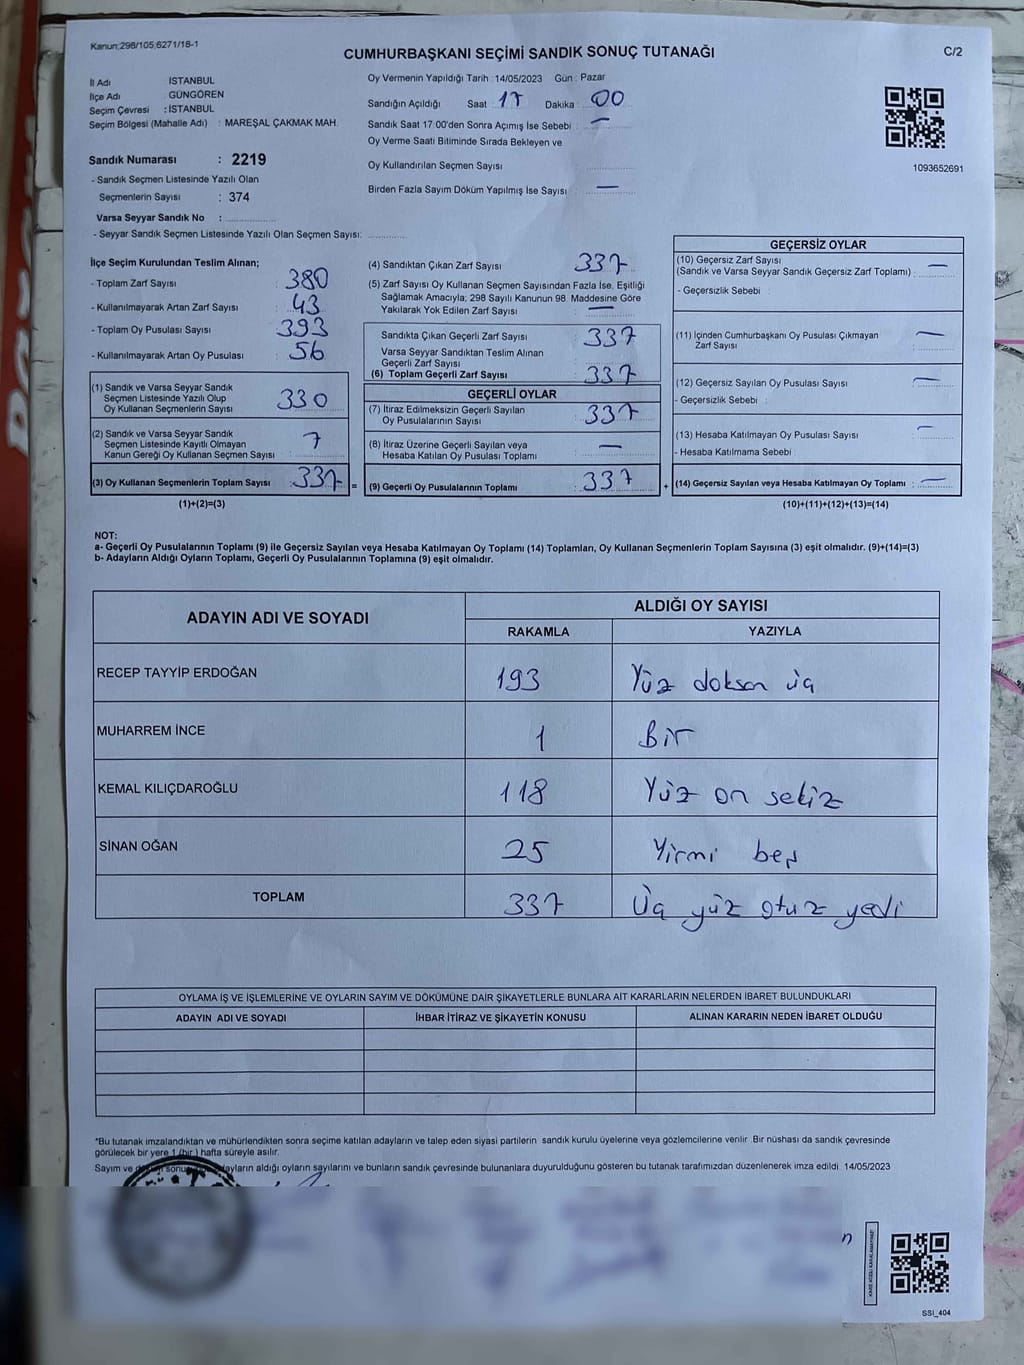 Kanun;298/105,6271/18-1
CUMHURBAŞKANI SEÇİMİ SANDIK SONUÇ TUTANAĞI
C/2
İl Adı : İSTANBUL
İlçe Adı : GÜNGÖREN
Seçim Çevresi : İSTANBUL
Seçim Bölgesi (Mahalle Adı) : MAREŞAL ÇAKMAK MAH.
Sandık Numarası : 2219
- Sandık Seçmen Listesinde Yazılı Olan
Seçmenlerin Sayısı : 374
Varsa Seyyar Sandık No :
- Seyyar Sandık Seçmen Listesinde Yazılı Olan Seçmen Sayısı:
Oy Vermenin Yapıldığı Tarih : 14/05/2023 Gün : Pazar
Sandığın Açıldığı Saat : 17 Dakika : 00
Sandık Saat 17:00'den Sonra Açmış İse Sebebi : —
Oy Verme Saati Bitiminde Sırada Bekleyen ve
Oy Kullandırılan Seçmen Sayısı
Birden Fazla Sayım Döküm Yapılmış İse Sayısı : —
1093652691
İlçe Seçim Kurulundan Teslim Alınan;
- Toplam Zarf Sayısı : 380
- Kullanılmayarak Artan Zarf Sayısı : 43
- Toplam Oy Pusulası Sayısı : 393
- Kullanılmayarak Artan Oy Pusulası : 56
(1) Sandık ve Varsa Seyyar Sandık
Seçmen Listesinde Yazılı Olup
Oy Kullanan Seçmenlerin Sayısı : 330
(2) Sandık ve Varsa Seyyar Sandık
Seçmen Listesinde Kayıtlı Olmayan
Kanun Gereği Oy Kullanan Seçmen Sayısı : 7
(3) Oy Kullanan Seçmenlerin Toplam Sayısı : 337 =
(1)+(2)=(3)
(4) Sandıktan Çıkan Zarf Sayısı : 337
(5) Zarf Sayısı Oy Kullanan Seçmen Sayısından Fazla İse, Eşitliği
Sağlamak Amacıyla; 298 Sayılı Kanunun 98. Maddesine Göre
Yakılarak Yok Edilen Zarf Sayısı : —
Sandıkta Çıkan Geçerli Zarf Sayısı : 337
Varsa Seyyar Sandıktan Teslim Alınan
Geçerli Zarf Sayısı
(6) Toplam Geçerli Zarf Sayısı : 337
GEÇERLİ OYLAR
(7) İtiraz Edilmeksizin Geçerli Sayılan
Oy Pusulalarının Sayısı : 337
(8) İtiraz Üzerine Geçerli Sayılan veya
Hesaba Katılan Oy Pusulası Toplamı : —
(9) Geçerli Oy Pusulalarının Toplamı : 337 +
GEÇERSİZ OYLAR
(10) Geçersiz Zarf Sayısı
(Sandık ve Varsa Seyyar Sandık Geçersiz Zarf Toplamı) : —
- Geçersizlik Sebebi :
(11) İçinden Cumhurbaşkanı Oy Pusulası Çıkmayan
Zarf Sayısı : —
(12) Geçersiz Sayılan Oy Pusulası Sayısı : —
- Geçersizlik Sebebi :
(13) Hesaba Katılmayan Oy Pusulası Sayısı : —
- Hesaba Katılmama Sebebi :
(14) Geçersiz Sayılan veya Hesaba Katılmayan Oy Toplamı : —
(10)+(11)+(12)+(13)=(14)
NOT:
a- Geçerli Oy Pusulalarının Toplamı (9) ile Geçersiz Sayılan veya Hesaba Katılmayan Oy Toplamı (14) Toplamları, Oy Kullanan Seçmenlerin Toplam Sayısına (3) eşit olmalıdır. (9)+(14)=(3)
b- Adayların Aldığı Oyların Toplamı, Geçerli Oy Pusulalarının Toplamına (9) eşit olmalıdır.
ADAYIN ADI VE SOYADI
ALDIĞI OY SAYISI
RAKAMLA YAZIYLA
RECEP TAYYİP ERDOĞAN 193 Yüz doksan üç
MUHARREM İNCE 1 Bir
KEMAL KILIÇDAROĞLU 118 Yüz on sekiz
SİNAN OĞAN 25 Yirmi beş
TOPLAM 337 Üç yüz otuz yedi
OYLAMA İŞ VE İŞLEMLERİNE VE OYLARIN SAYIM VE DÖKÜMÜNE DAİR ŞİKAYETLERLE BUNLARA AİT KARARLARIN NELERDEN İBARET BULUNDUKLARI
ADAYIN ADI VE SOYADI İHBAR İTİRAZ VE ŞİKAYETİN KONUSU ALINAN KARARIN NEDEN İBARET OLDUĞU
*Bu tutanak imzalandıktan ve mühürlendikten sonra seçime katılan adayların ve talep eden siyasi partilerin sandık kurulu üyelerine veya gözlemcilerine verilir .Bir nüshası da sandık çevresinde
görülecek bir yere 1 (bir ) hafta süreyle asılır.
Sayım ve aldığı oyların sayılarını ve bunların sandık çevresinde bulunanlara duyurulduğunu gösteren bu tutanak tarafımızdan düzenlenerek imza edildi. 14/05/2023
SSİ_404